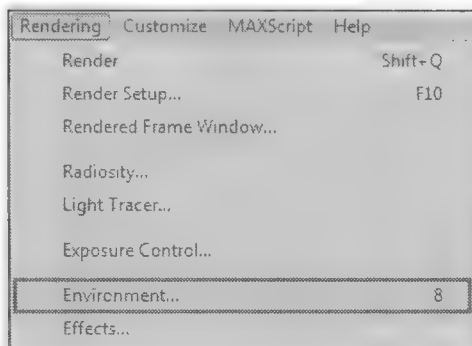 Rendering Customize MAXScript Help
Render Shift+Q
Render Setup... F10
Rendered Frame Window...
Radiosity...
Light Tracer...
Exposure Control...
Environment... 8
Effects...